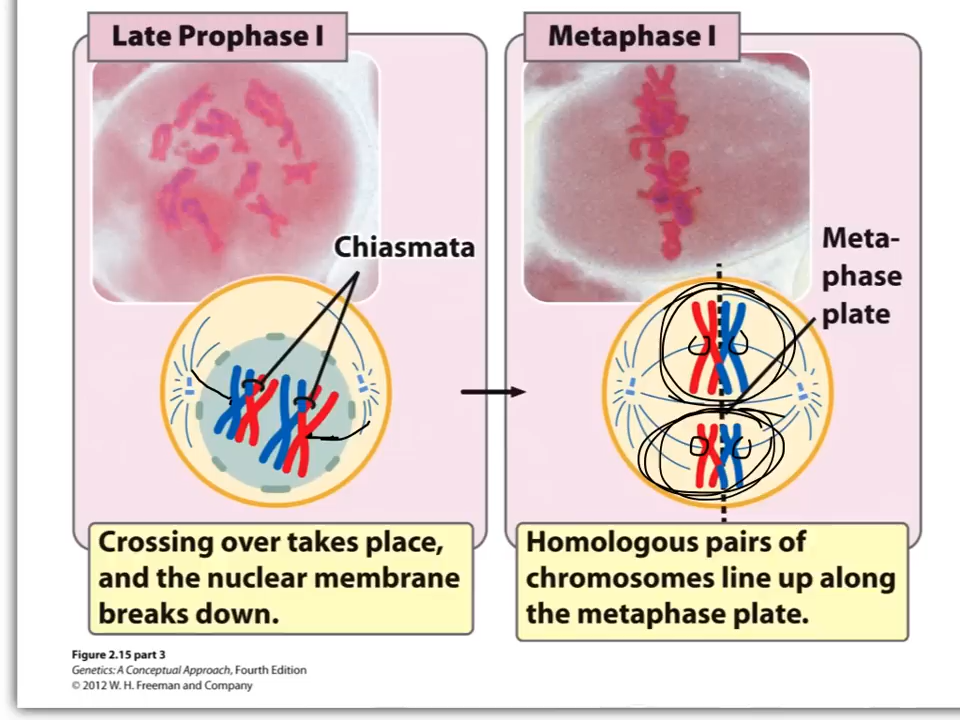 Late Prophase I
Metaphase I
Chiasmata
Meta-
phase
plate
Crossing over takes place,
and the nuclear membrane
breaks down.
Homologous pairs of
chromosomes line up along
the metaphase plate.
Figure 2.15 part 3
Genetics: A Conceptual Approach, Fourth Edition
© 2012 W. H. Freeman and Company